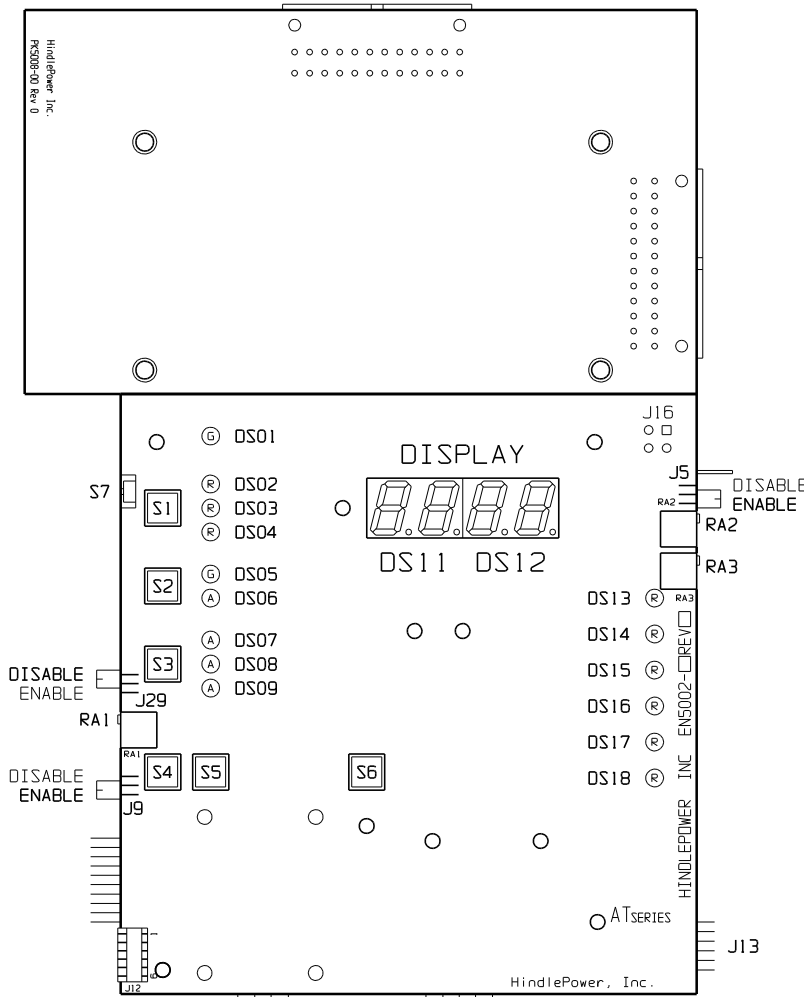 HindlePower Inc.
PK5008-00 Rev 0
J16
G DS01
DISPLAY
J5
DISABLE
ENABLE
S7
S1
R DS02
R DS03
R DS04
RA2
RA2
DS11 DS12
RA3
RA3
S2
G DS05
A DS06
DS13 R
S3
A DS07
A DS08
A DS09
DS14 R
DS15 R
DISABLE
ENABLE
J29
RA1
RA1
DS16 R
DS17 R
DS18 R
S4
S5
S6
DISABLE
ENABLE
J9
HINDLEPOWER INC EN5002- REV
AT SERIES
J13
1
6
J12
HindlePower, Inc.